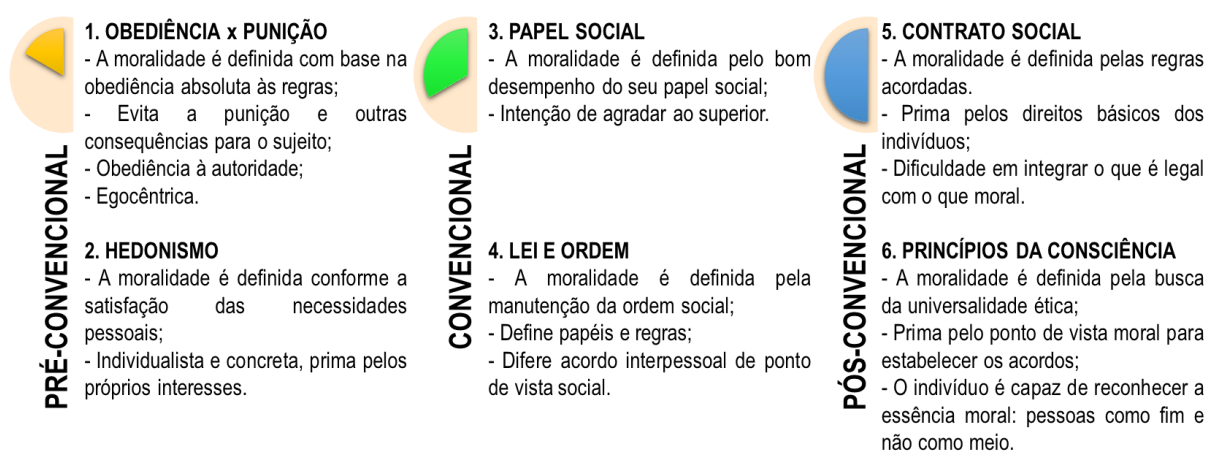 PRÉ-CONVENCIONAL
1. OBEDIÊNCIA x PUNIÇÃO
- A moralidade é definida com base na
obediência absoluta às regras;
- Evita a punição e outras
consequências para o sujeito;
- Obediência à autoridade;
- Egocêntrica.
2. HEDONISMO
- A moralidade é definida conforme a
satisfação das necessidades
pessoais;
- Individualista e concreta, prima pelos
próprios interesses.
CONVENCIONAL
3. PAPEL SOCIAL
- A moralidade é definida pelo bom
desempenho do seu papel social;
- Intenção de agradar ao superior.
4. LEI E ORDEM
- A moralidade é definida pela
manutenção da ordem social;
- Define papéis e regras;
- Difere acordo interpessoal de ponto
de vista social.
PÓS-CONVENCIONAL
5. CONTRATO SOCIAL
- A moralidade é definida pelas regras
acordadas.
- Prima pelos direitos básicos dos
indivíduos;
- Dificuldade em integrar o que é legal
com o que moral.
6. PRINCÍPIOS DA CONSCIÊNCIA
- A moralidade é definida pela busca
da universalidade ética;
- Prima pelo ponto de vista moral para
estabelecer os acordos;
- O indivíduo é capaz de reconhecer a
essência moral: pessoas como fim e
não como meio.